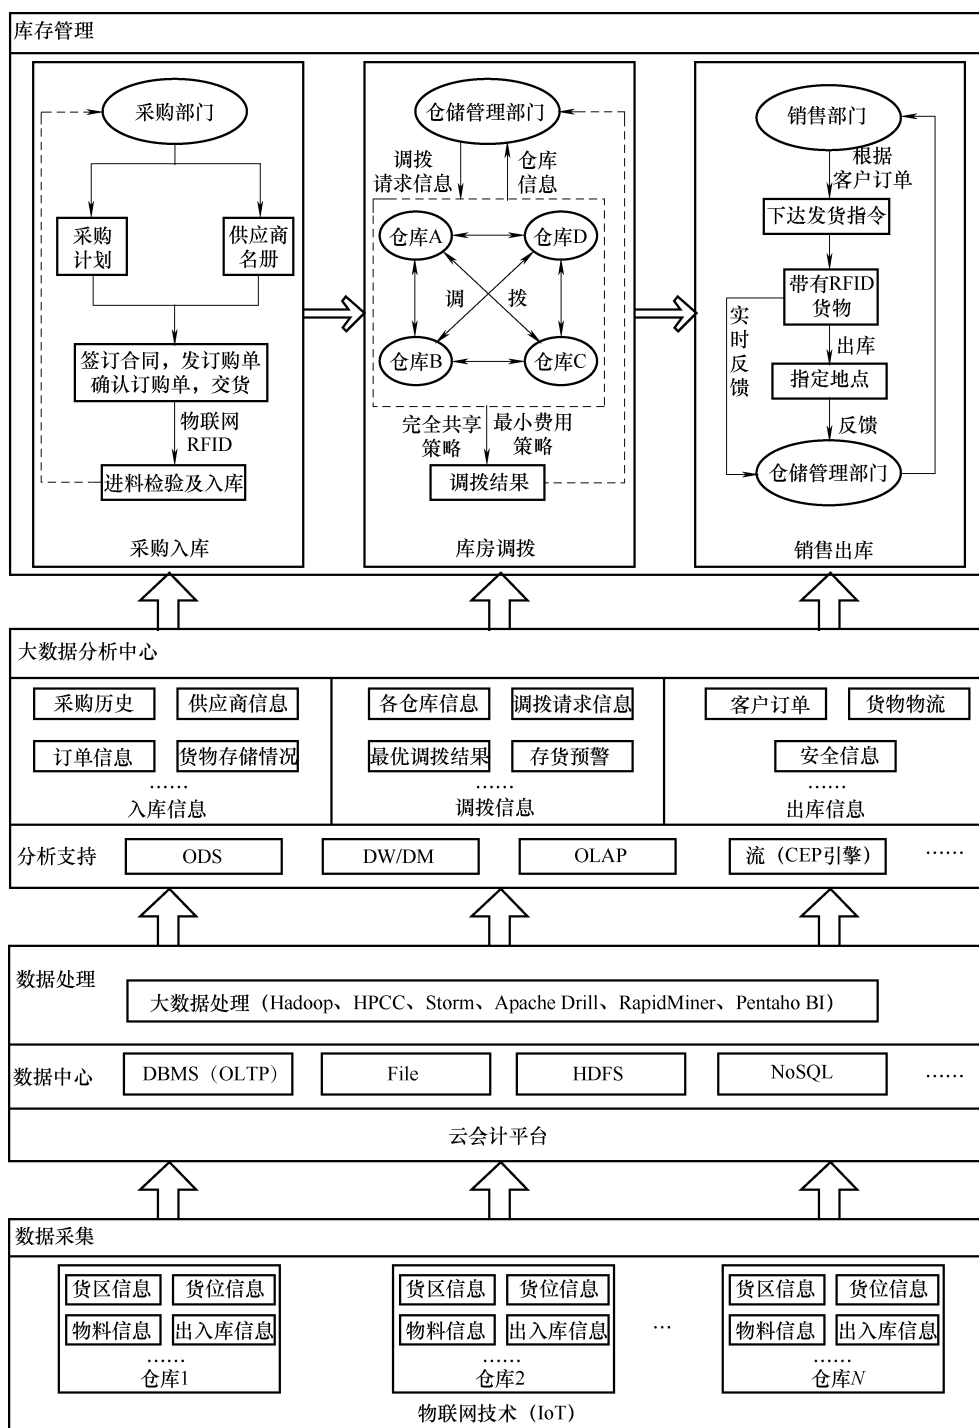 库存管理
采购部门
采购
计划
供应商
名册
签订合同，发订购单
确认订购单，交货
物联网
RFID
进料检验及入库
采购入库
仓储管理部门
调拨
请求信息
仓库
信息
仓库A
仓库D
调
拨
仓库B
仓库C
完全共享
策略
最小费用
策略
调拨结果
库房调拨
销售部门
根据
客户订单
下达发货指令
带有RFID
货物
实时反馈
出库
指定地点
反馈
仓储管理部门
销售出库
大数据分析中心
采购历史
供应商信息
订单信息
货物存储情况
……
入库信息
各仓库信息
调拨请求信息
最优调拨结果
存货预警
……
调拨信息
客户订单
货物物流
安全信息
……
出库信息
分析支持
ODS
DW/DM
OLAP
流（CEP引擎）
……
数据处理
大数据处理（Hadoop、HPCC、Storm、Apache Drill、RapidMiner、Pentaho BI）
数据中心
DBMS（OLTP）
File
HDFS
NoSQL
……
云会计平台
数据采集
货区信息
货位信息
物料信息
出入库信息
……
仓库1
货区信息
货位信息
物料信息
出入库信息
……
仓库2
…
货区信息
货位信息
物料信息
出入库信息
……
仓库N
物联网技术（IoT）